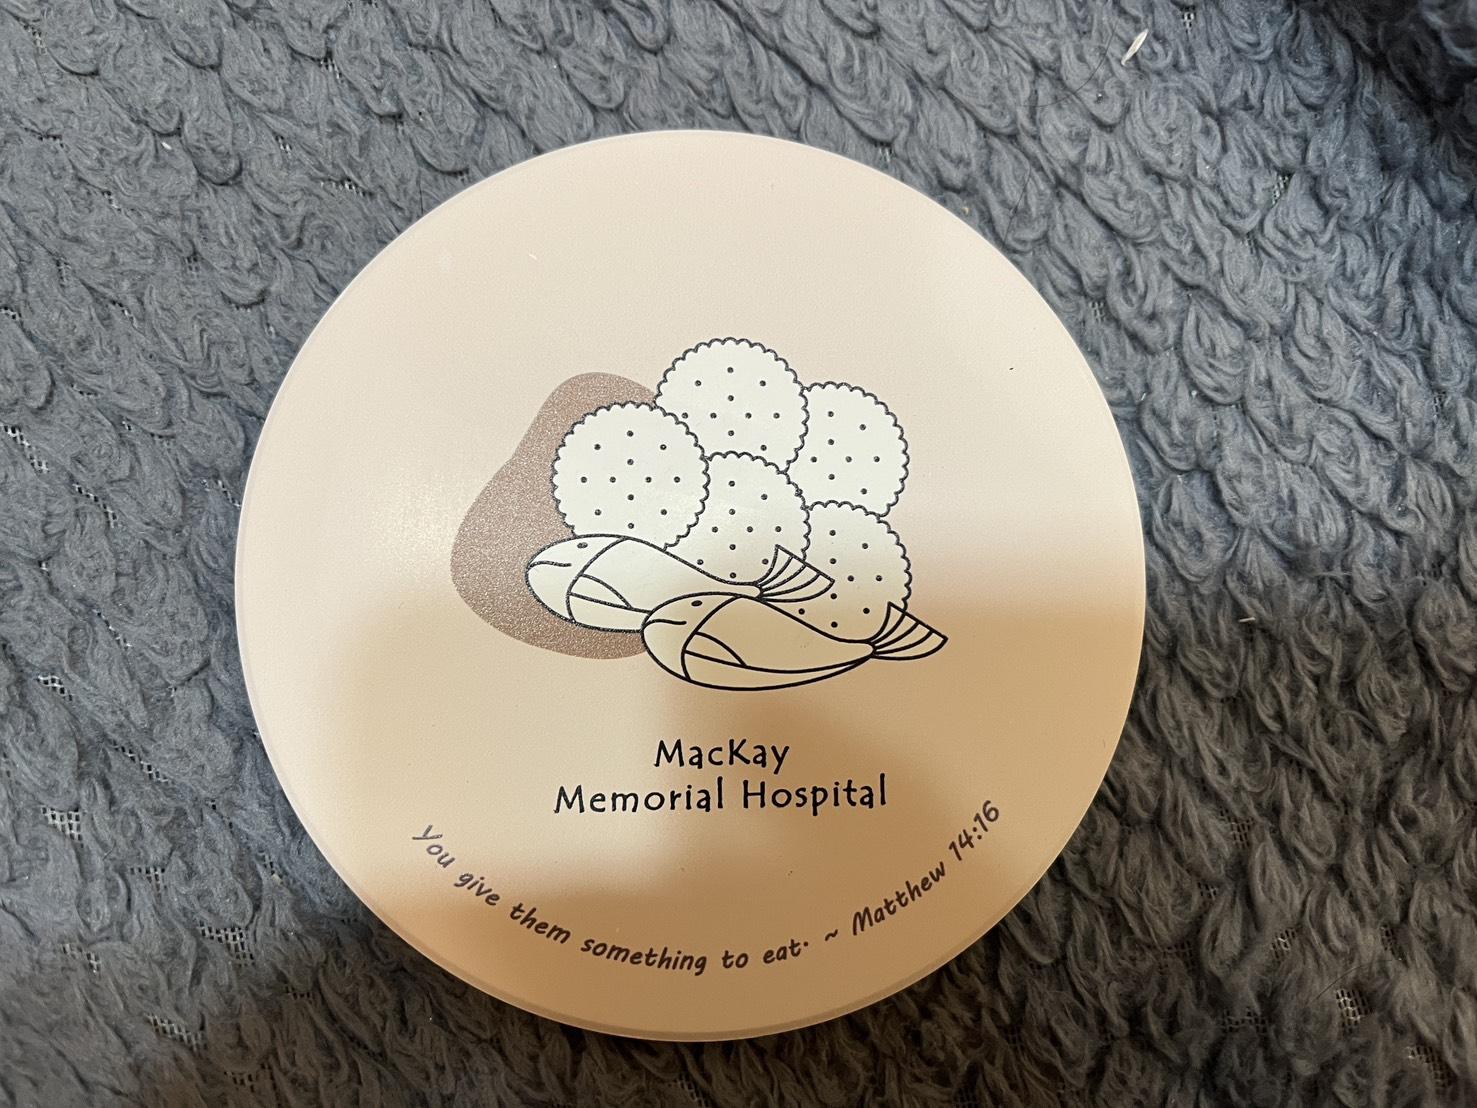 MacKay
Memorial Hospital
You give them something to eat. ~ Matthew 14:16